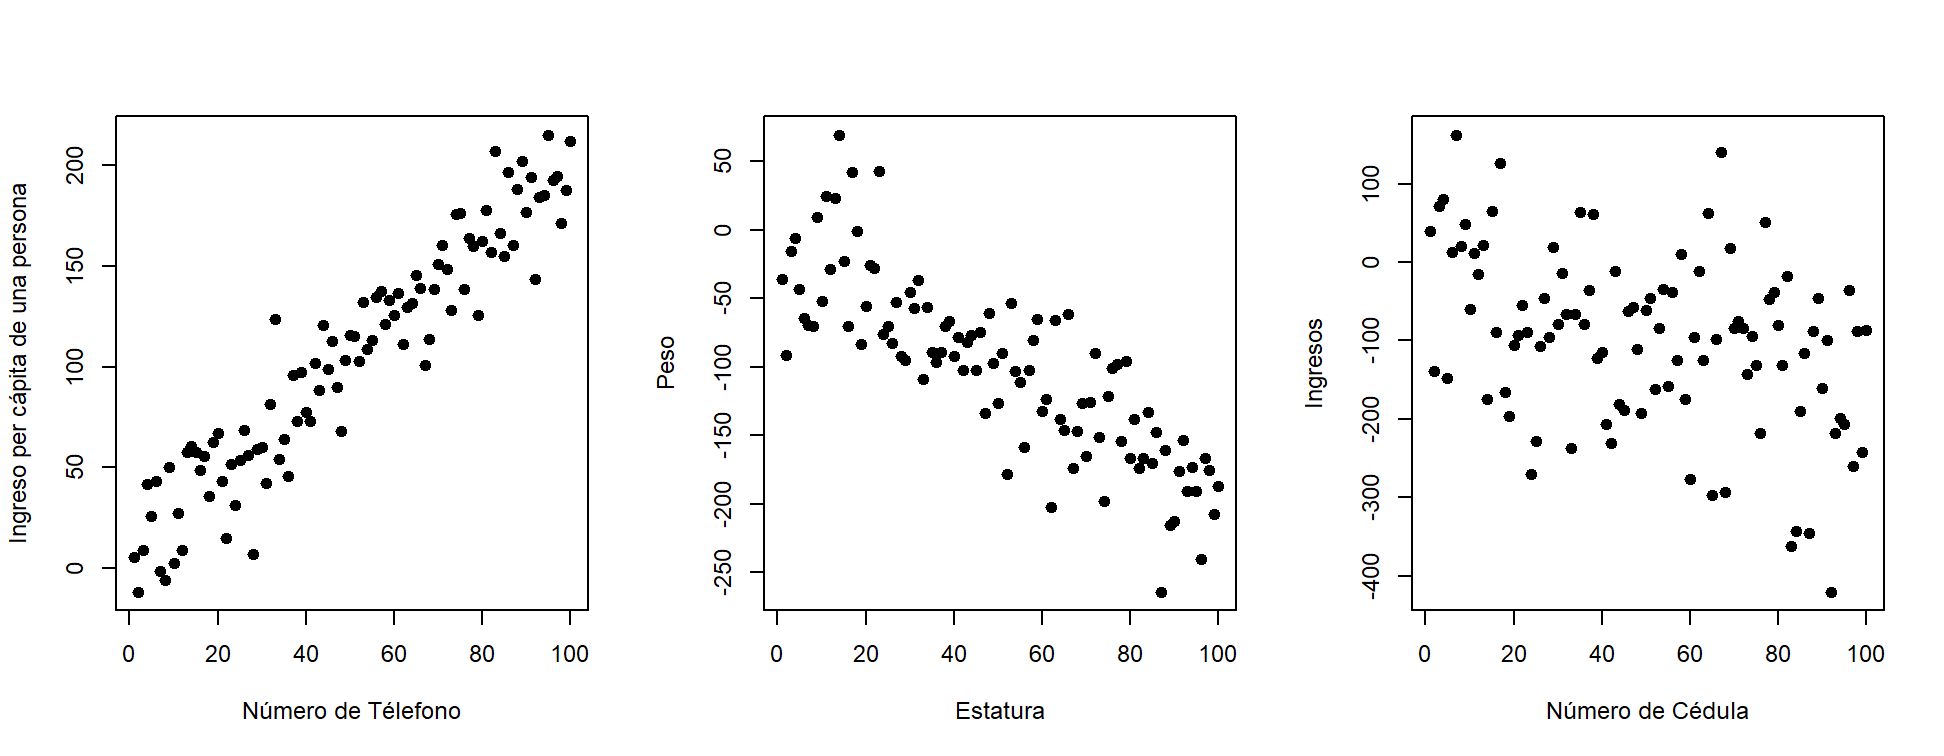 Ingreso per cápita de una persona
200
150
100
50
0
0 20 40 60 80 100
Número de Télefono
Peso
50
0
-50
-100
-150
-200
-250
0 20 40 60 80 100
Estatura
Ingresos
100
0
-100
-200
-300
-400
0 20 40 60 80 100
Número de Cédula